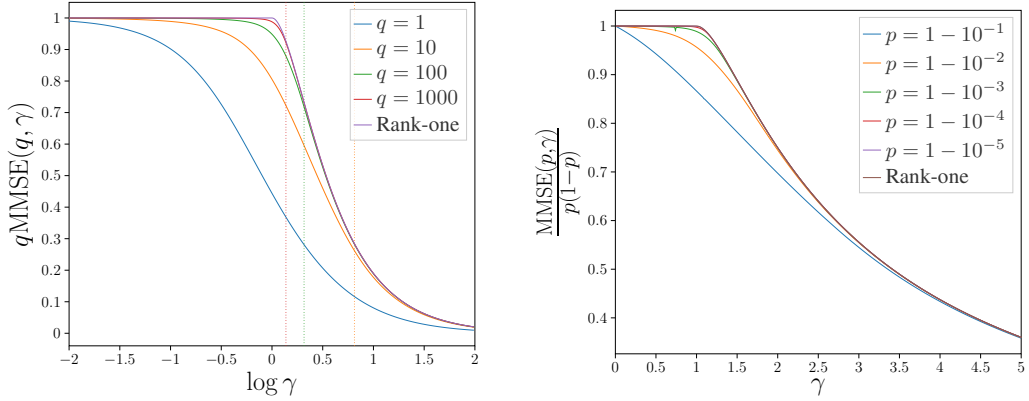 1
0.9
0.8
0.7
0.6
0.5
0.4
0.3
0.2
0.1
0
qMMSE(q, γ)
−2 −1.5 −1 −0.5 0 0.5 1 1.5 2
log γ
q = 1
q = 10
q = 100
q = 1000
Rank-one
1
0.9
0.8
0.7
0.6
0.5
0.4
MMSE(p,γ)
p(1−p)
0 0.5 1 1.5 2 2.5 3 3.5 4 4.5 5
γ
p = 1 − 10⁻¹
p = 1 − 10⁻²
p = 1 − 10⁻³
p = 1 − 10⁻⁴
p = 1 − 10⁻⁵
Rank-one